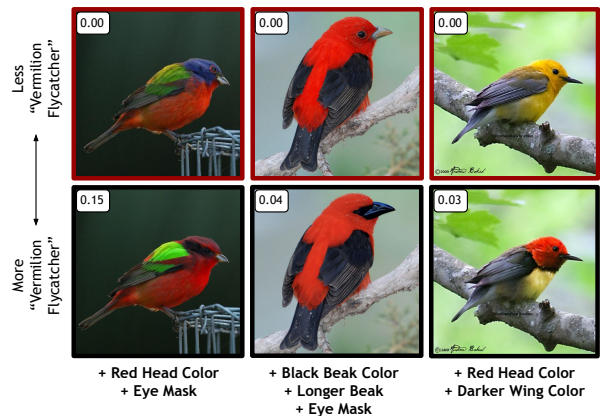 Less
"Vermilion
Flycatcher"
0.00
0.00
0.00
More
"Vermilion
Flycatcher"
0.15
0.04
0.03
+ Red Head Color
+ Eye Mask
+ Black Beak Color
+ Longer Beak
+ Eye Mask
+ Red Head Color
+ Darker Wing Color